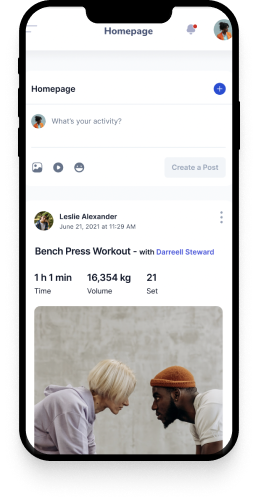 Homepage
Homepage
What's your activity?
Create a Post
Leslie Alexander
June 21, 2021 at 11:29 AM
Bench Press Workout - with Darreell Steward
1 h 1 min 16,354 kg 21
Time Volume Set